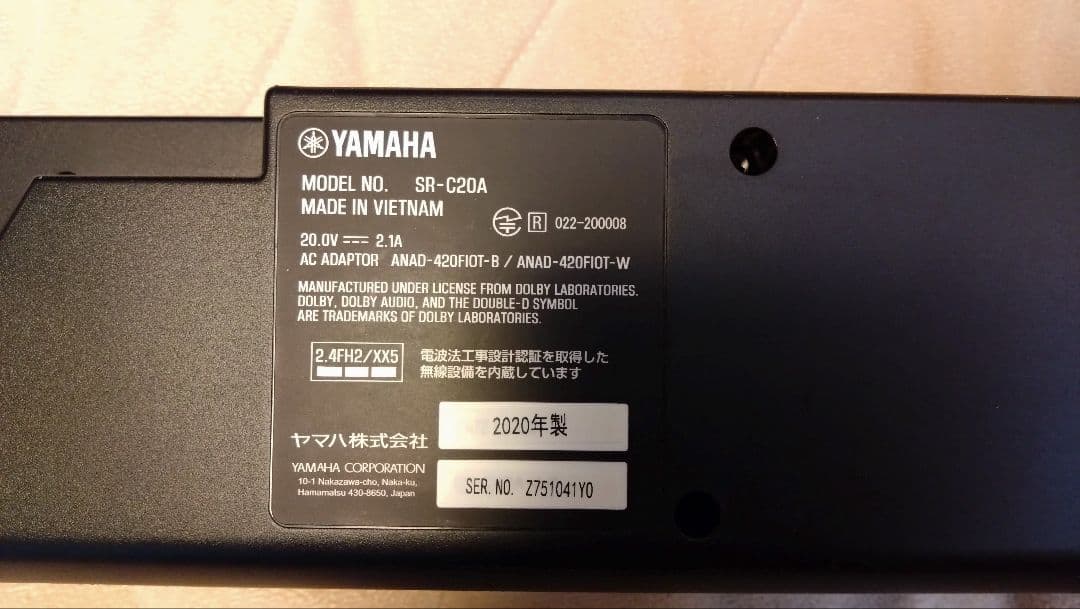 YAMAHA
MODEL NO. SR-C20A
MADE IN VIETNAM
R 022-200008
20.0V 2.1A
AC ADAPTOR ANAD-420FIOT-B / ANAD-420FIOT-W
MANUFACTURED UNDER LICENSE FROM DOLBY LABORATORIES.
DOLBY, DOLBY AUDIO, AND THE DOUBLE-D SYMBOL
ARE TRADEMARKS OF DOLBY LABORATORIES.
2.4FH2/XX5
電波法工事設計認証を取得した
無線設備を内蔵しています
2020年製
ヤマハ株式会社
YAMAHA CORPORATION
10-1 Nakazawa-cho, Naka-ku,
Hamamatsu 430-8650, Japan
SER. NO. Z751041Y0